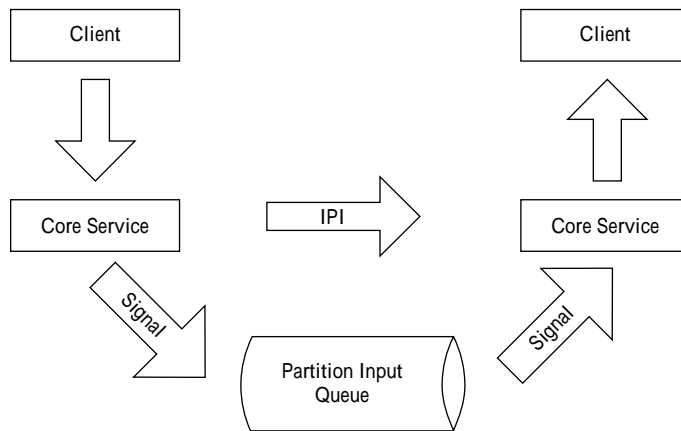 Client
Client
Core Service
IPI
Core Service
Signal
Signal
Partition Input
Queue